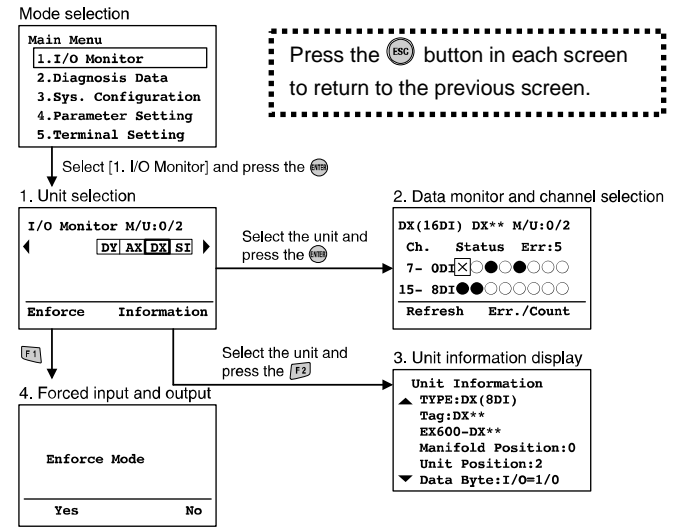 Mode selection
Main Menu
1.I/O Monitor
2.Diagnosis Data
3.Sys. Configuration
4.Parameter Setting
5.Terminal Setting
Press the ESC button in each screen
to return to the previous screen.
Select [1. I/O Monitor] and press the ENTER
1. Unit selection
I/O Monitor M/U:0/2
DY AX DX SI
Enforce Information
Select the unit and
press the ENTER
2. Data monitor and channel selection
DX(16DI) DX** M/U:0/2
Ch. Status Err:5
7- 0DI
15- 8DI
Refresh Err./Count
F1
Select the unit and
press the F2
3. Unit information display
Unit Information
TYPE:DX(8DI)
Tag:DX**
EX600-DX**
Manifold Position:0
Unit Position:2
Data Byte:I/O=1/0
4. Forced input and output
Enforce Mode
Yes No